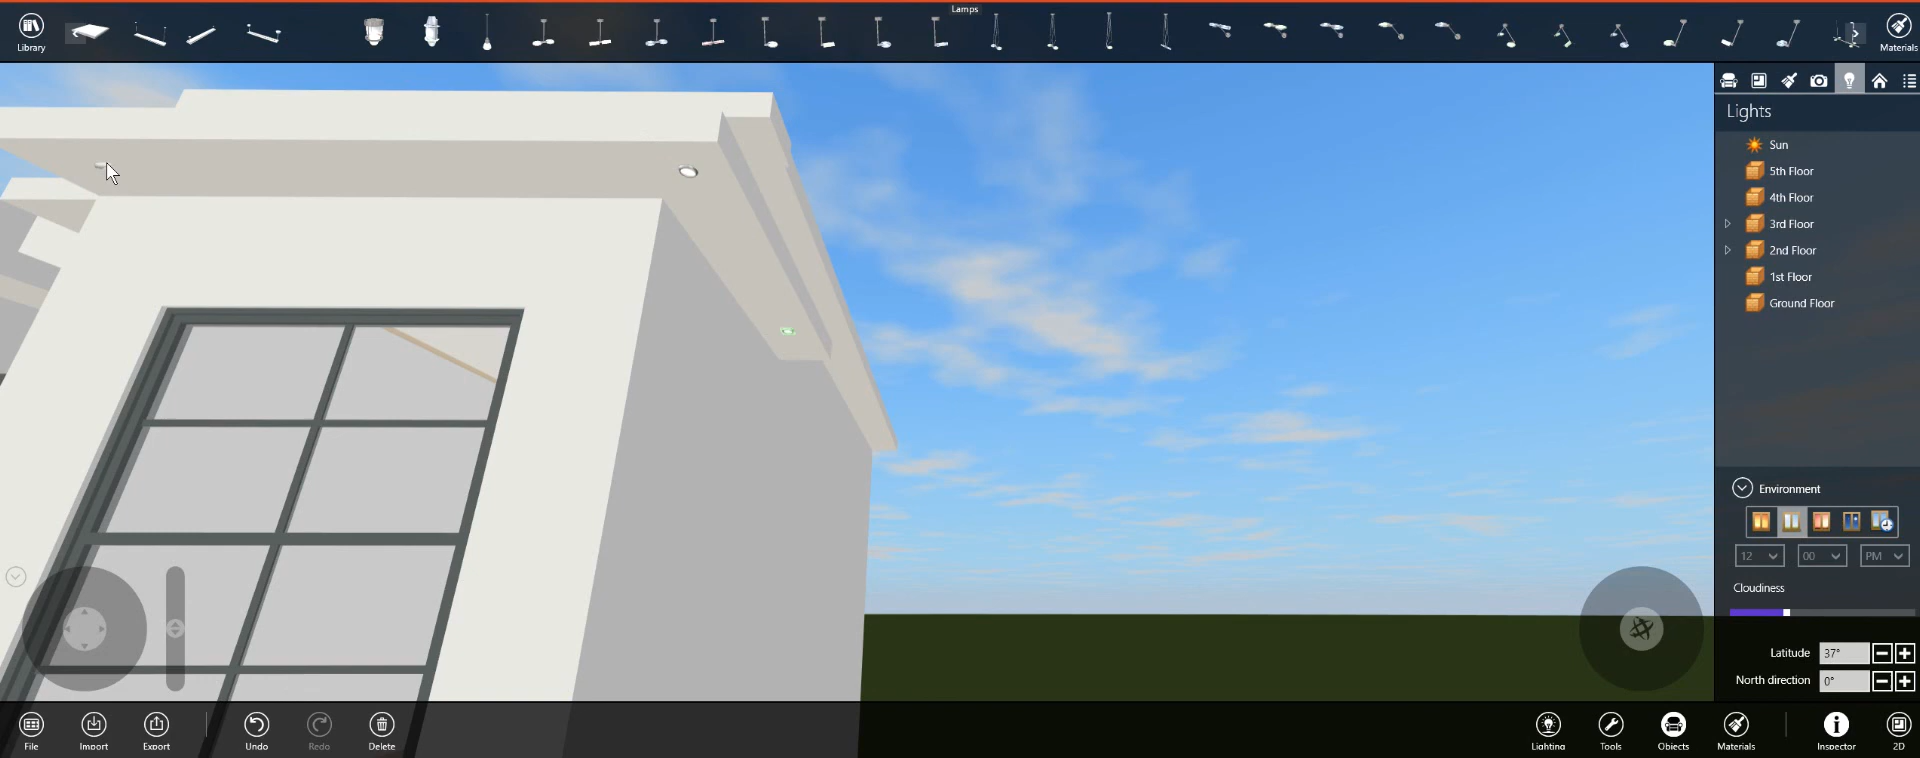 Lamps
Library
Materials
Lights
Sun
5th Floor
4th Floor
3rd Floor
2nd Floor
1st Floor
Ground Floor
Environment
12 00 PM
Cloudiness
Latitude 37°
North direction 0°
File Import Export Undo Redo Delete
Lighting Tools Objects Materials Inspector 2D